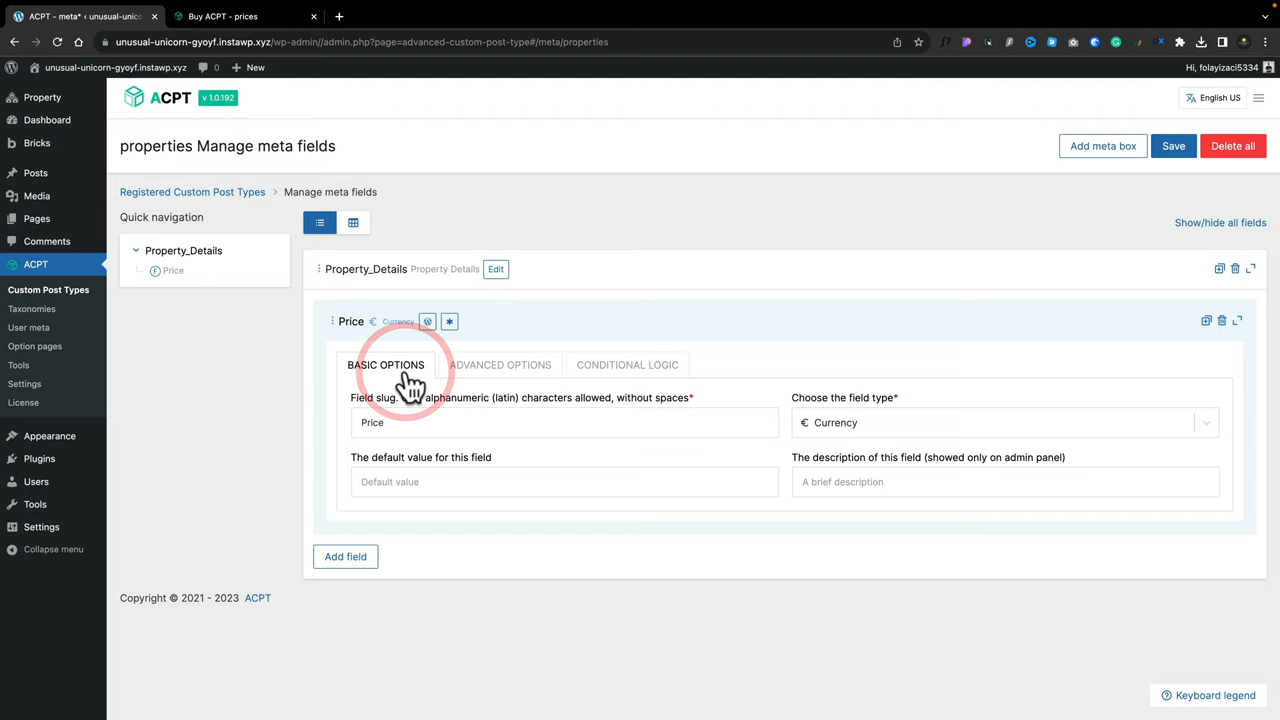 ACPT - meta* ‹ unusual-unico
Buy ACPT - prices
unusual-unicorn-gyoyf.instawp.xyz/wp-admin//admin.php?page=advanced-custom-post-type#/meta/properties
unusual-unicorn-gyoyf.instawp.xyz
0
New
Hi, folayizaci5334
Property
Dashboard
Bricks
Posts
Media
Pages
Comments
ACPT
Custom Post Types
Taxonomies
User meta
Option pages
Tools
Settings
License
Appearance
Plugins
Users
Tools
Settings
Collapse menu
ACPT v 1.0.192
English US
properties Manage meta fields
Add meta box
Save
Delete all
Registered Custom Post Types > Manage meta fields
Quick navigation
Property_Details
F Price
Show/hide all fields
Property_Details Property Details Edit
Price € Currency
BASIC OPTIONS
ADVANCED OPTIONS
CONDITIONAL LOGIC
Field slug. alphanumeric (latin) characters allowed, without spaces*
Price
Choose the field type*
€ Currency
The default value for this field
Default value
The description of this field (showed only on admin panel)
A brief description
Add field
Copyright © 2021 - 2023 ACPT
Keyboard legend